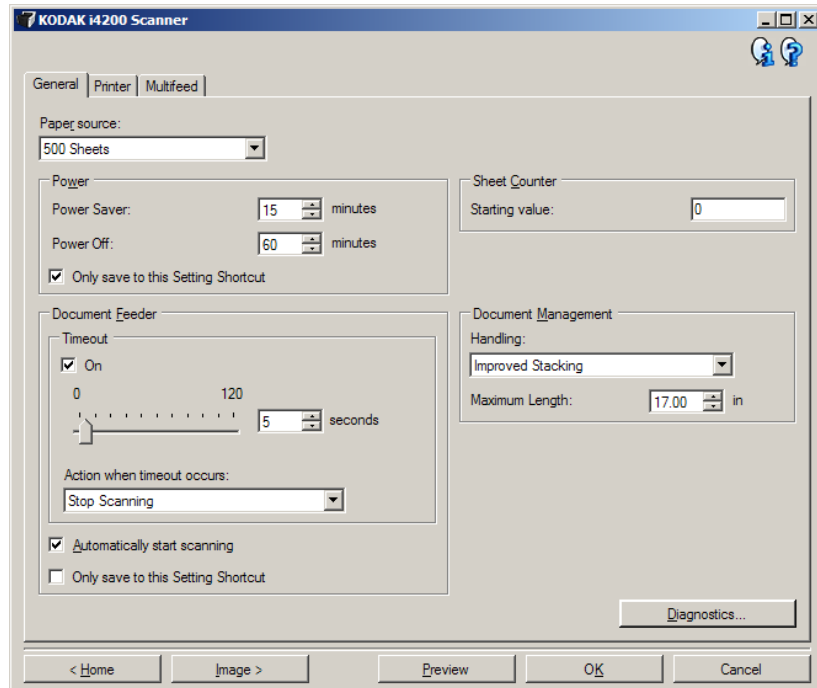 KODAK i4200 Scanner
General Printer Multifeed
Paper source:
500 Sheets
Power
Power Saver: 15 minutes
Power Off: 60 minutes
Only save to this Setting Shortcut
Sheet Counter
Starting value: 0
Document Feeder
Timeout
On
0 120
5 seconds
Action when timeout occurs:
Stop Scanning
Automatically start scanning
Only save to this Setting Shortcut
Document Management
Handling:
Improved Stacking
Maximum Length: 17.00 in
Diagnostics...
< Home Image > Preview OK Cancel